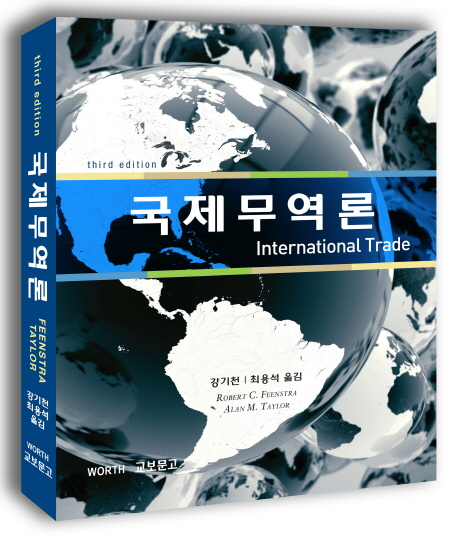 third edition
국제무역론
International Trade
강기천 | 최용석 옮김
ROBERT C. FEENSTRA
ALAN M. TAYLOR
WORTH 교보문고
third edition
국제무역론
FEENSTRA
TAYLOR
강기천
최용석
옮김
WORTH
교보문고